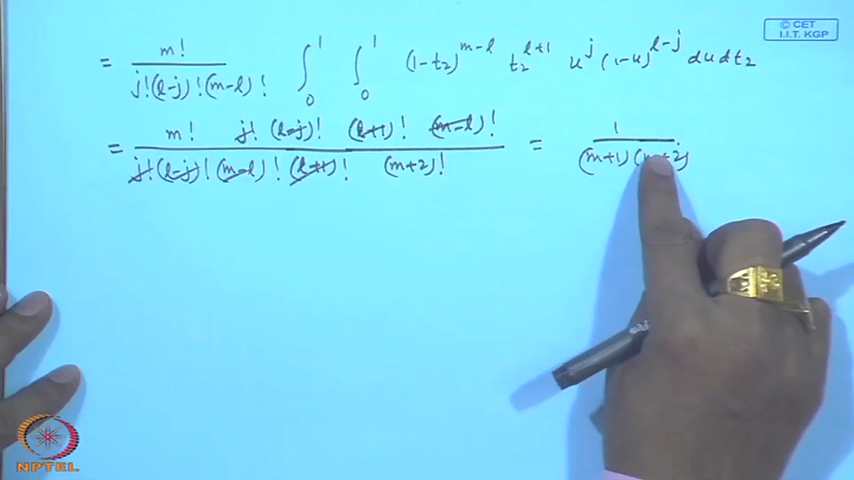 © CET
I.I.T. KGP
= m! / j!(l-j)!(m-l)! ∫₀¹ ∫₀¹ (1-t₂)^{m-l} t₂^{l+1} u^j (1-u)^{l-j} du dt₂
= m! j! (l-j)! (l+1)! (m-l)! / j!(l-j)!(m-l)!(l+1)! (m+2)! = 1 / (m+1)(m+2)
NPTEL